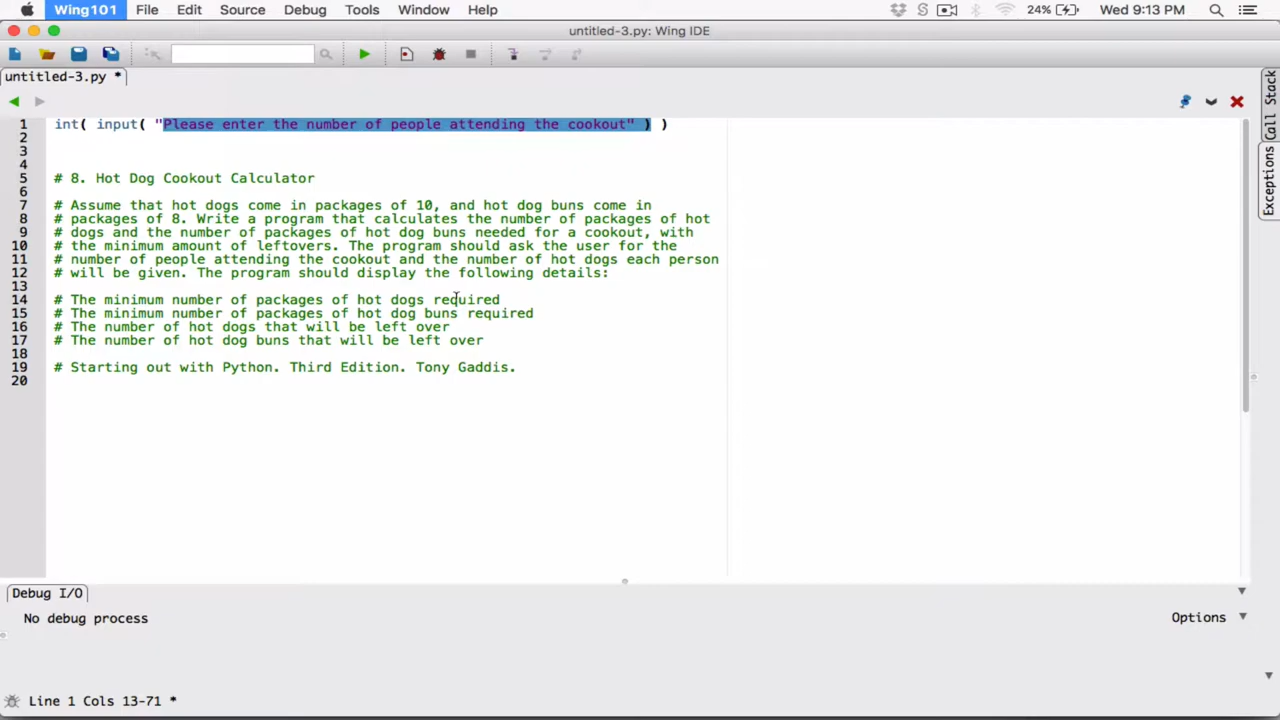 Wing101 File Edit Source Debug Tools Window Help 24% Wed 9:13 PM
untitled-3.py: Wing IDE
untitled-3.py *
1 int( input( "Please enter the number of people attending the cookout" ) )
2
3
4
5 # 8. Hot Dog Cookout Calculator
6
7 # Assume that hot dogs come in packages of 10, and hot dog buns come in
8 # packages of 8. Write a program that calculates the number of packages of hot
9 # dogs and the number of packages of hot dog buns needed for a cookout, with
10 # the minimum amount of leftovers. The program should ask the user for the
11 # number of people attending the cookout and the number of hot dogs each person
12 # will be given. The program should display the following details:
13
14 # The minimum number of packages of hot dogs required
15 # The minimum number of packages of hot dog buns required
16 # The number of hot dogs that will be left over
17 # The number of hot dog buns that will be left over
18
19 # Starting out with Python. Third Edition. Tony Gaddis.
20
Call Stack
Exceptions
Debug I/O
No debug process Options
Line 1 Cols 13-71 *